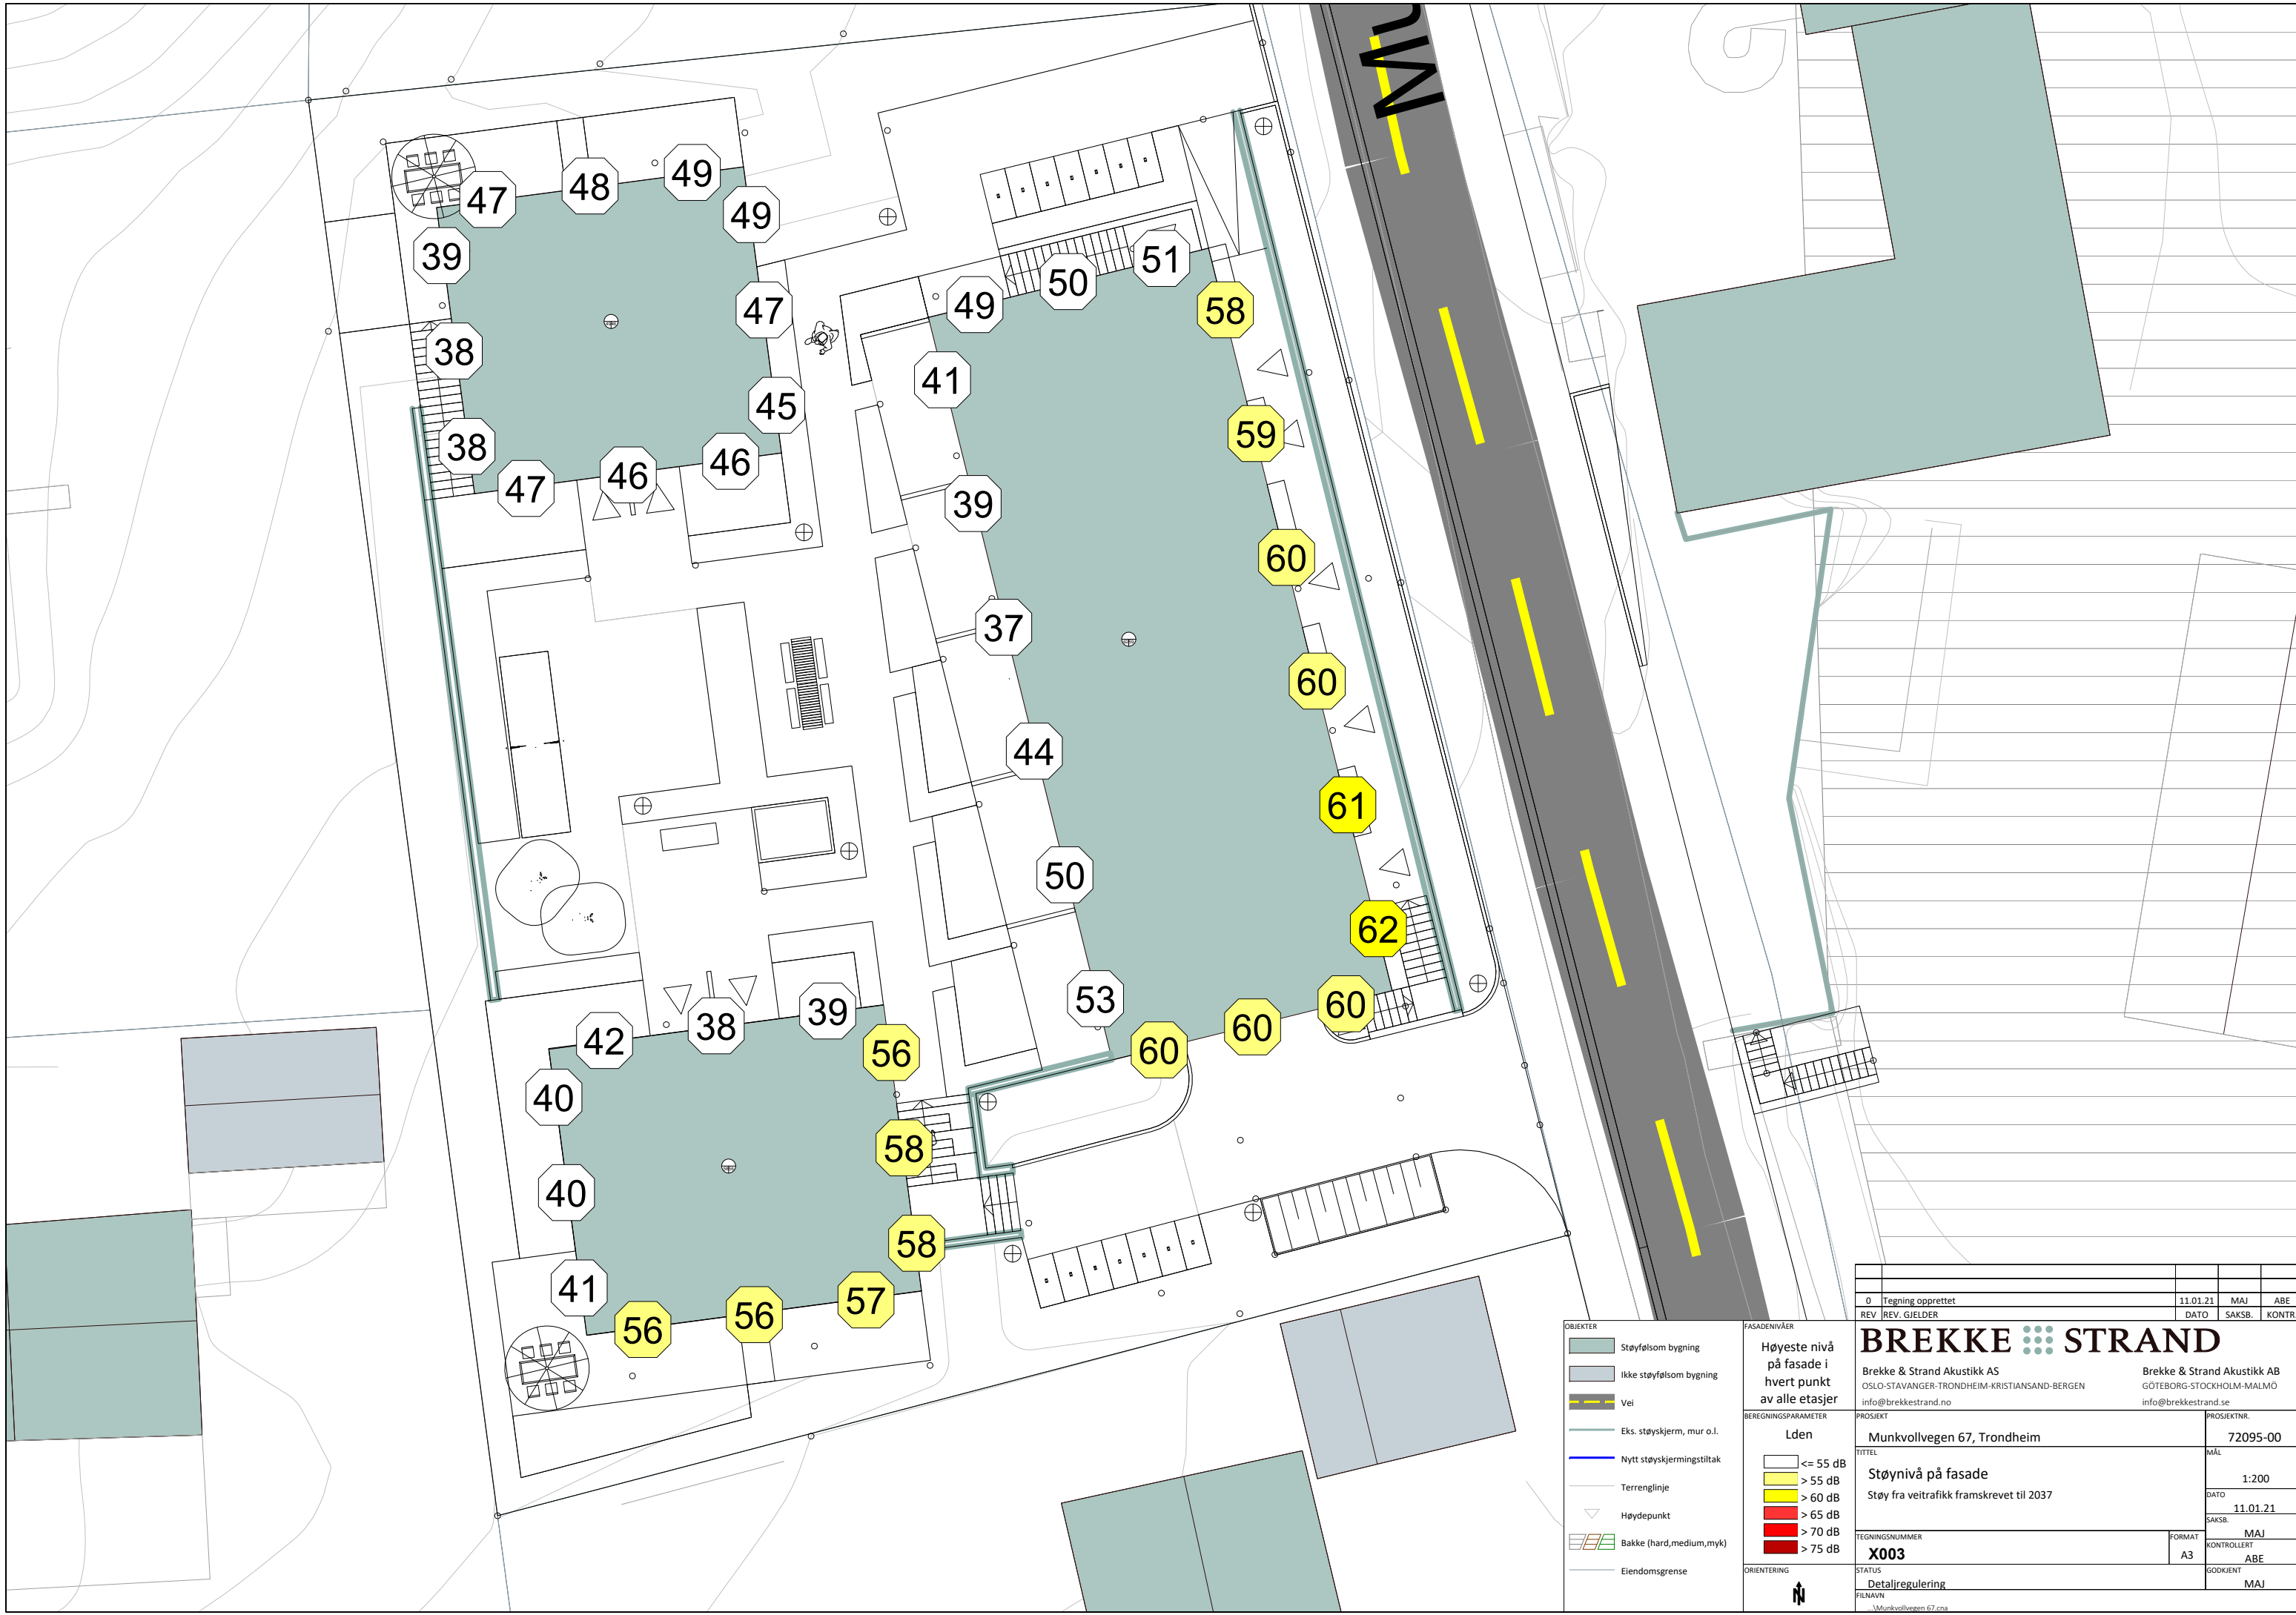 Mu
47
48
49
49
39
51
50
49
58
47
38
41
45
59
38
46
46
47
39
60
37
60
44
61
50
62
53
60
60
60
39
38
42
56
40
58
40
58
41
57
56
56
0 Tegning opprettet 11.01.21 MAJ ABE
REV REV. GJELDER DATO SAKSB. KONTR.
OBJEKTER
Støyfølsom bygning
Ikke støyfølsom bygning
Vei
Eks. støyskjerm, mur o.l.
Nytt støyskjermingstiltak
Terrenglinje
Høydepunkt
Bakke (hard,medium,myk)
Eiendomsgrense
FASADENIVÅER
Høyeste nivå
på fasade i
hvert punkt
av alle etasjer
BEREGNINGSPARAMETER
Lden
<= 55 dB
> 55 dB
> 60 dB
> 65 dB
> 70 dB
> 75 dB
ORIENTERING
N
BREKKE STRAND
Brekke & Strand Akustikk AS Brekke & Strand Akustikk AB
OSLO-STAVANGER-TRONDHEIM-KRISTIANSAND-BERGEN GÖTEBORG-STOCKHOLM-MALMÖ
info@brekkestrand.no info@brekkestrand.se
PROSJEKT PROSJEKTNR.
Munkvollvegen 67, Trondheim 72095-00
TITTEL MÅL
Støynivå på fasade 1:200
Støy fra veitrafikk framskrevet til 2037
DATO
11.01.21
SAKSB.
MAJ
TEGNINGSNUMMER FORMAT KONTROLLERT
X003 A3 ABE
STATUS GODKJENT
Detaljregulering MAJ
FILNAVN
...\Munkvollvegen 67.cna